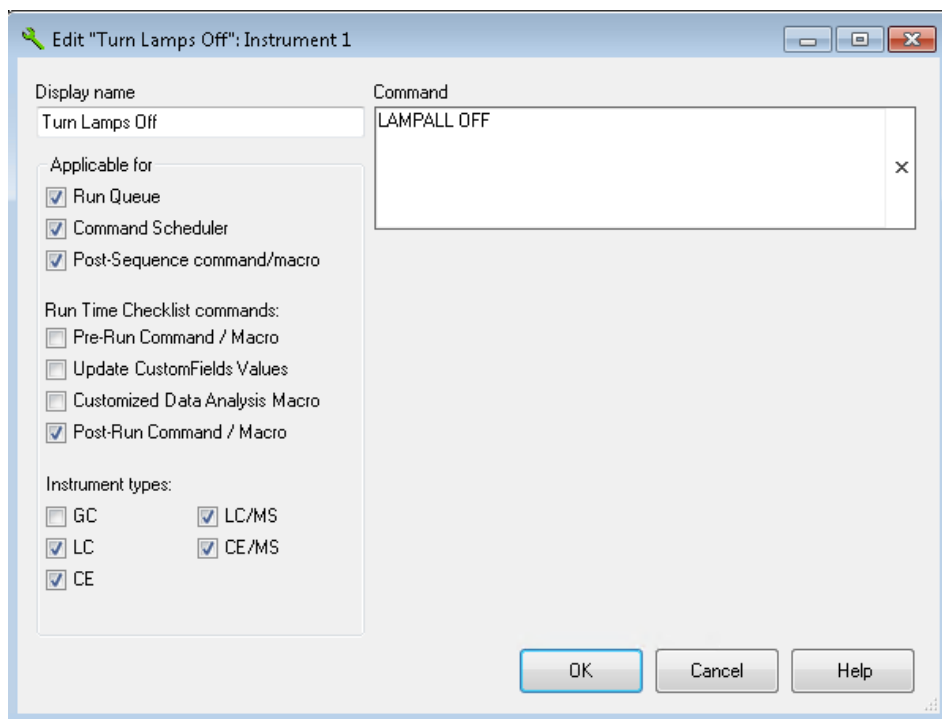 Edit "Turn Lamps Off": Instrument 1
Display name
Turn Lamps Off
Command
LAMPALL OFF
Applicable for
Run Queue
Command Scheduler
Post-Sequence command/macro
Run Time Checklist commands:
Pre-Run Command / Macro
Update CustomFields Values
Customized Data Analysis Macro
Post-Run Command / Macro
Instrument types:
GC LC/MS
LC CE/MS
CE
OK Cancel Help